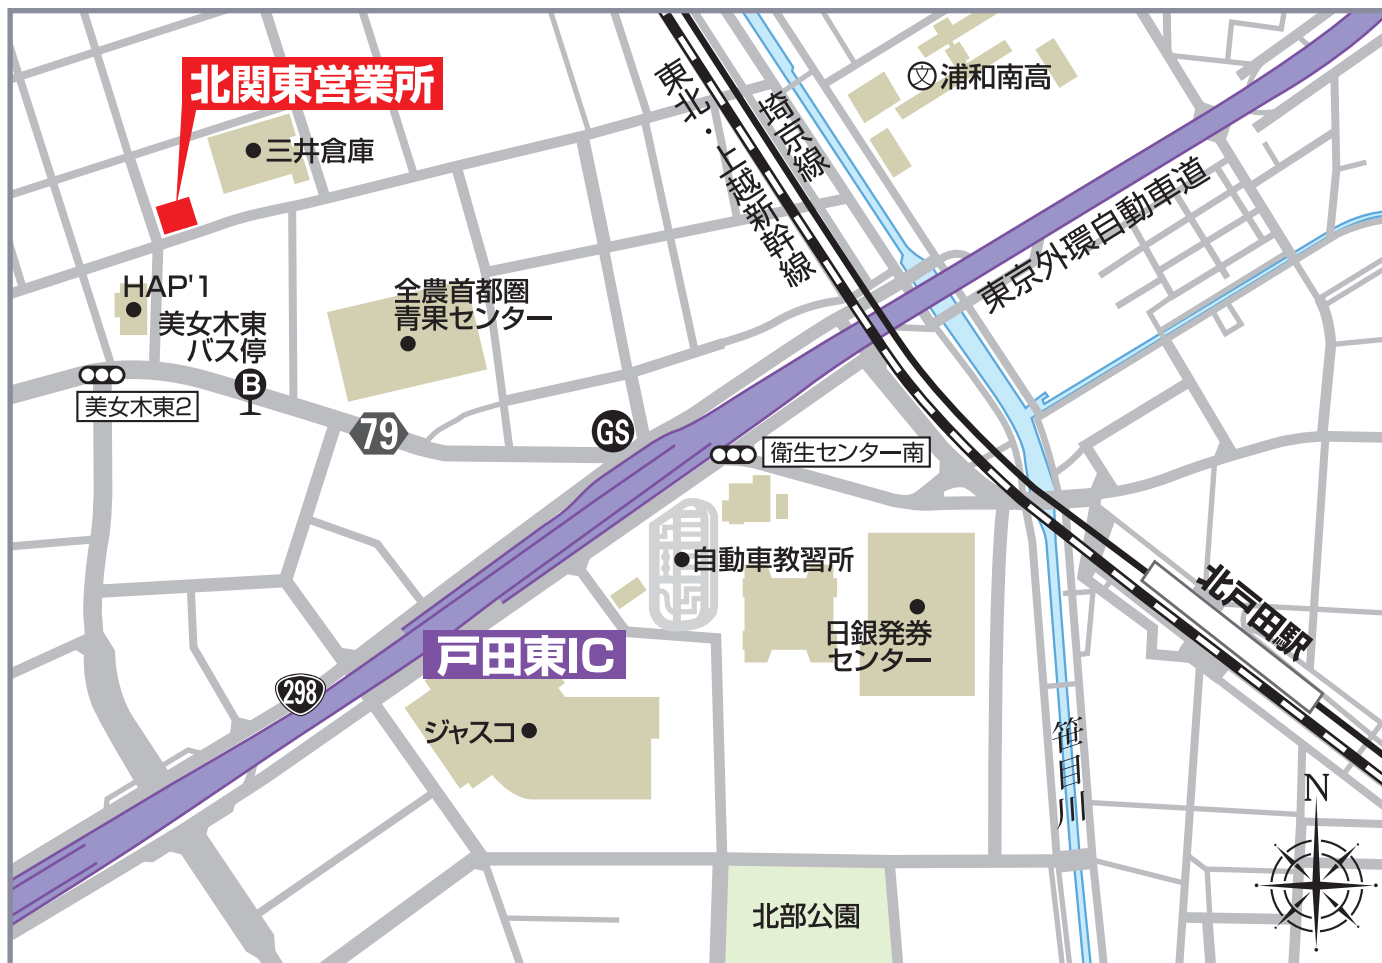 北関東営業所
三井倉庫
HAP'1
美女木東
バス停
B
美女木東2
全農首都圏
青果センター
79
GS
東北・上越新幹線
埼京線
文
浦和南高
東京外環自動車道
衛生センター南
自動車教習所
日銀発券
センター
北戸田駅
戸田東IC
298
ジャスコ
笹目川
北部公園
N